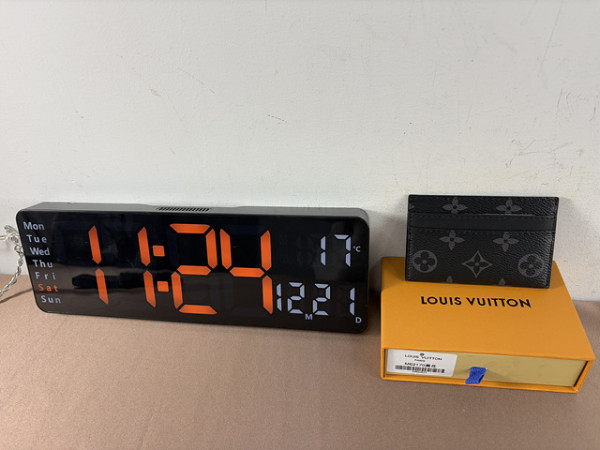 Mon
Tue
Wed
Thu
Fri
Sat
Sun
11:24
17°C
12 21
M D
LOUIS VUITTON
LOUIS VUITTON